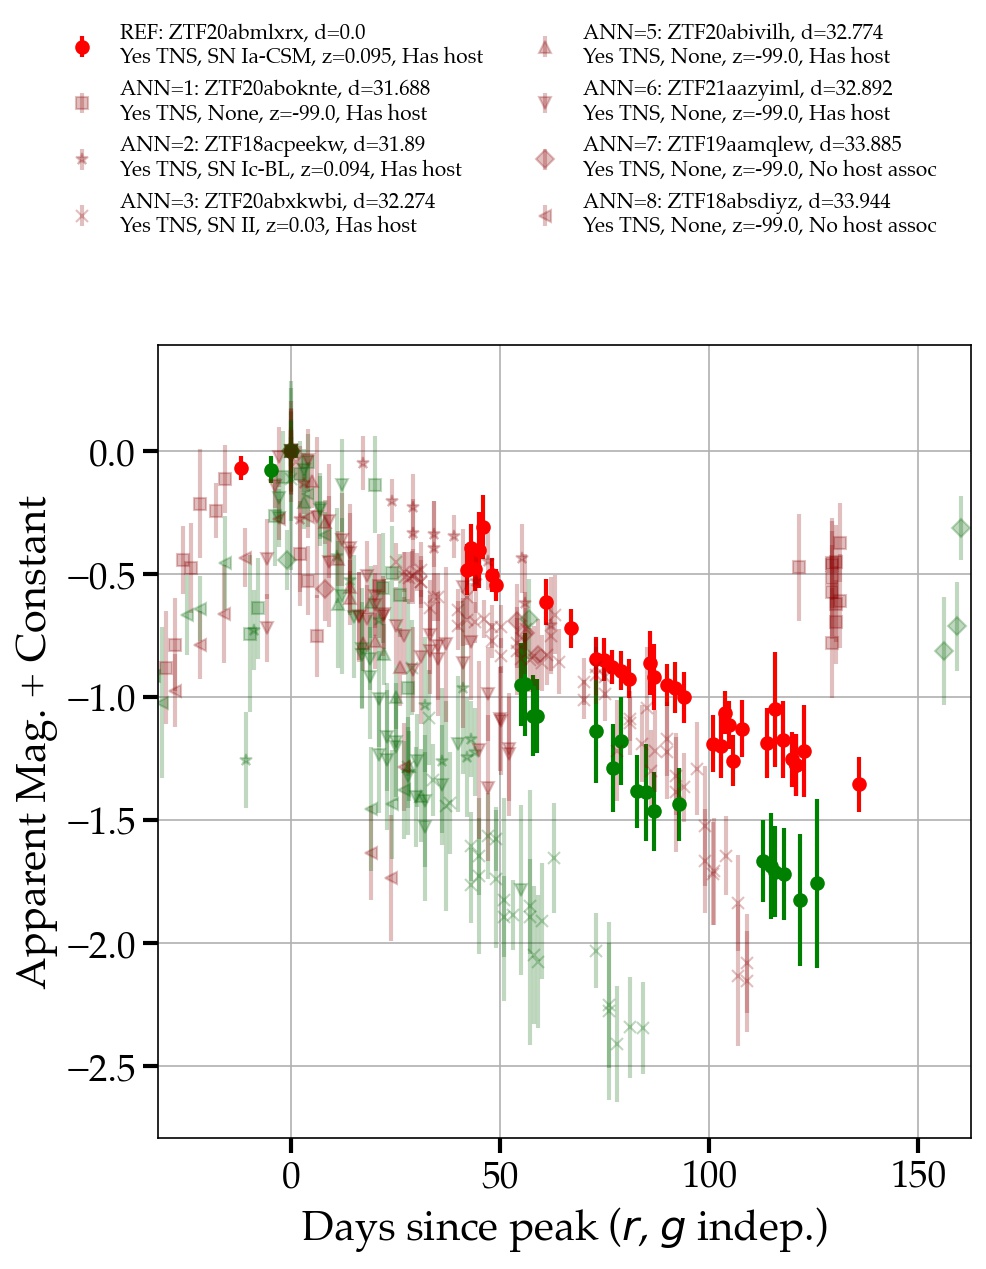 REF: ZTF20abmlxrx, d=0.0
Yes TNS, SN Ia-CSM, z=0.095, Has host
ANN=1: ZTF20aboknte, d=31.688
Yes TNS, None, z=-99.0, Has host
ANN=2: ZTF18acpeekw, d=31.89
Yes TNS, SN Ic-BL, z=0.094, Has host
ANN=3: ZTF20abxkwbi, d=32.274
Yes TNS, SN II, z=0.03, Has host
ANN=5: ZTF20abivilh, d=32.774
Yes TNS, None, z=-99.0, Has host
ANN=6: ZTF21aazyiml, d=32.892
Yes TNS, None, z=-99.0, Has host
ANN=7: ZTF19aamqlew, d=33.885
Yes TNS, None, z=-99.0, No host assoc
ANN=8: ZTF18absdiyz, d=33.944
Yes TNS, None, z=-99.0, No host assoc
Apparent Mag. + Constant
0.0
−0.5
−1.0
−1.5
−2.0
−2.5
0
50
100
150
Days since peak (r, g indep.)